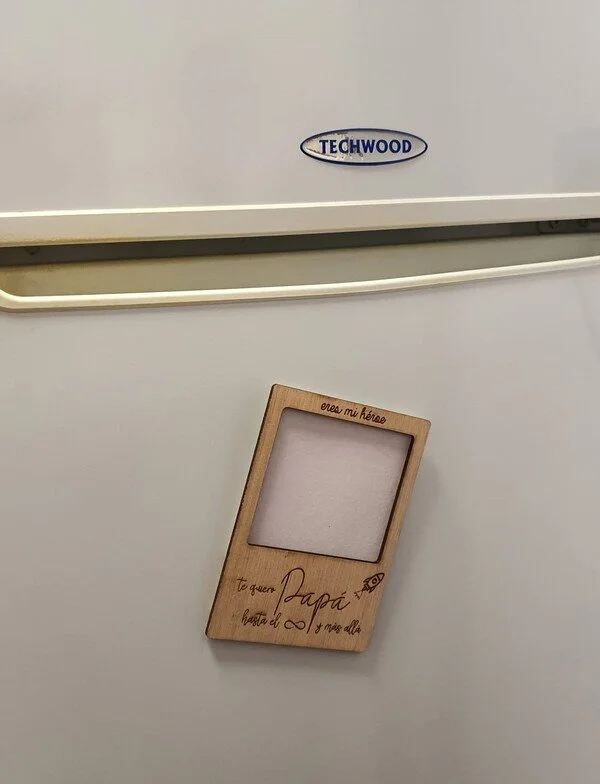 TECHWOOD
eres mi héroe
te quiero Papá
hasta el ∞ y más allá